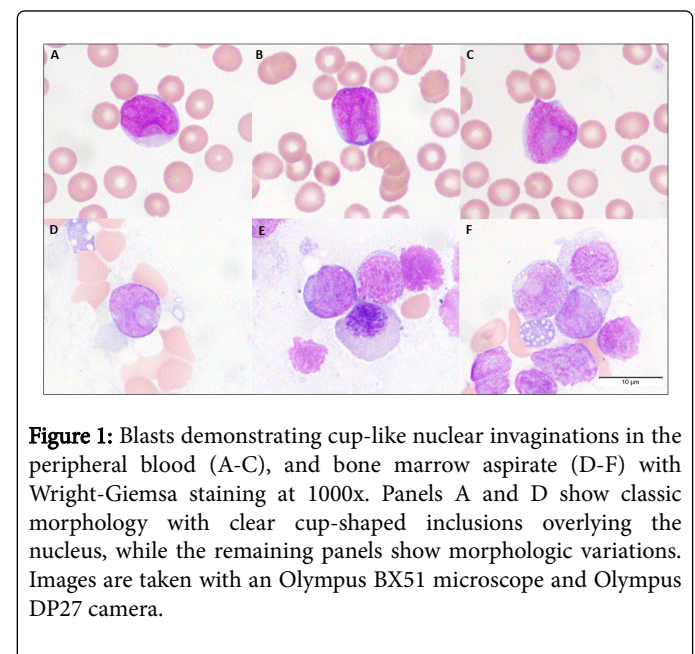 A
B
C
D
E
F
10 µm
Figure 1: Blasts demonstrating cup-like nuclear invaginations in the
peripheral blood (A-C), and bone marrow aspirate (D-F) with
Wright-Giemsa staining at 1000x. Panels A and D show classic
morphology with clear cup-shaped inclusions overlying the
nucleus, while the remaining panels show morphologic variations.
Images are taken with an Olympus BX51 microscope and Olympus
DP27 camera.